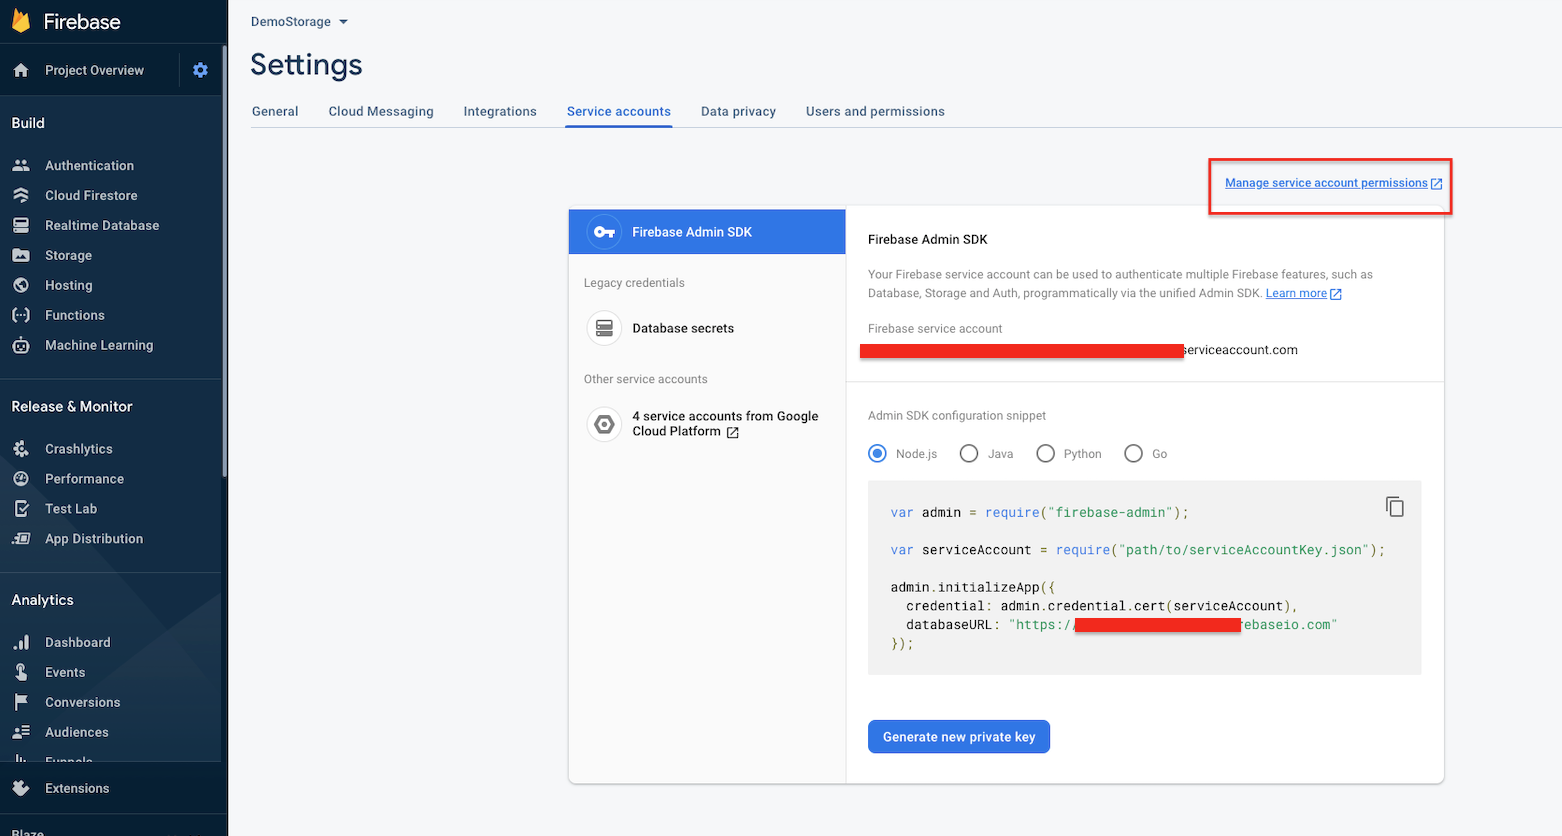 Firebase
Project Overview
Build
Authentication
Cloud Firestore
Realtime Database
Storage
Hosting
Functions
Machine Learning
Release & Monitor
Crashlytics
Performance
Test Lab
App Distribution
Analytics
Dashboard
Events
Conversions
Audiences
Funnels
Extensions
Blaze
DemoStorage
Settings
General
Cloud Messaging
Integrations
Service accounts
Data privacy
Users and permissions
Manage service account permissions
Firebase Admin SDK
Legacy credentials
Database secrets
Other service accounts
4 service accounts from Google
Cloud Platform
Firebase Admin SDK
Your Firebase service account can be used to authenticate multiple Firebase features, such as
Database, Storage and Auth, programmatically via the unified Admin SDK. Learn more
Firebase service account
serviceaccount.com
Admin SDK configuration snippet
Node.js
Java
Python
Go
var admin = require("firebase-admin");
var serviceAccount = require("path/to/serviceAccountKey.json");
admin.initializeApp({
credential: admin.credential.cert(serviceAccount),
databaseURL: "https:/ rebaseio.com"
});
Generate new private key